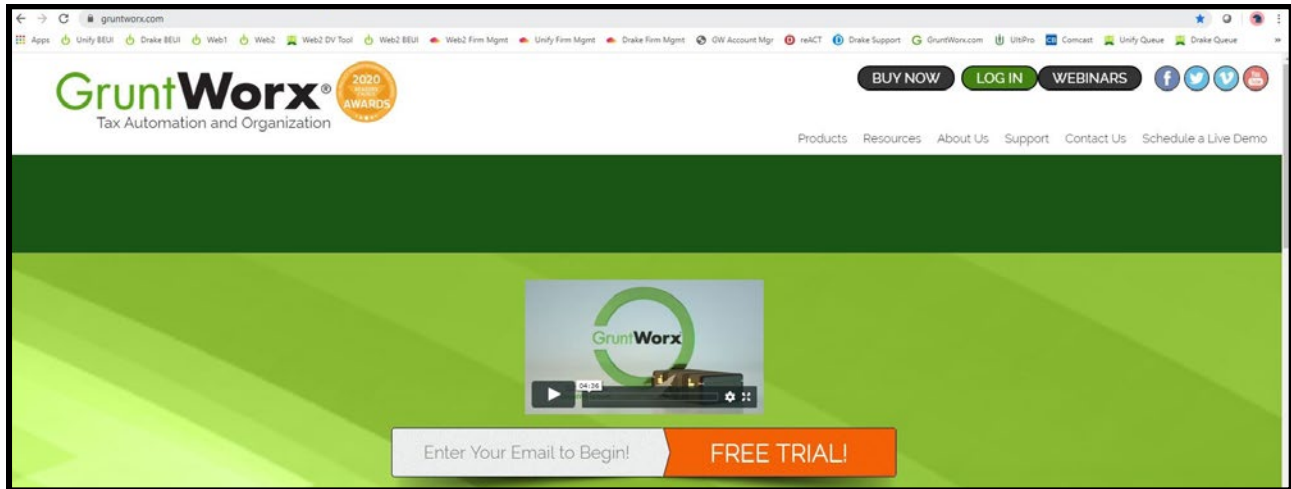 gruntworx.com
Apps Unify BEUI Drake BEUI Web1 Web2 Web2 DV Tool Web2 BEUI Web2 Firm Mgmt Unify Firm Mgmt Drake Firm Mgmt GW Account Mgr reACT Drake Support GruntWorx.com UltiPro Comcast Unify Queue Drake Queue »
GruntWorx®
2020
AWARDS
Tax Automation and Organization
BUY NOW LOG IN WEBINARS
Products Resources About Us Support Contact Us Schedule a Live Demo
GruntWorx
04:36
Enter Your Email to Begin! FREE TRIAL!